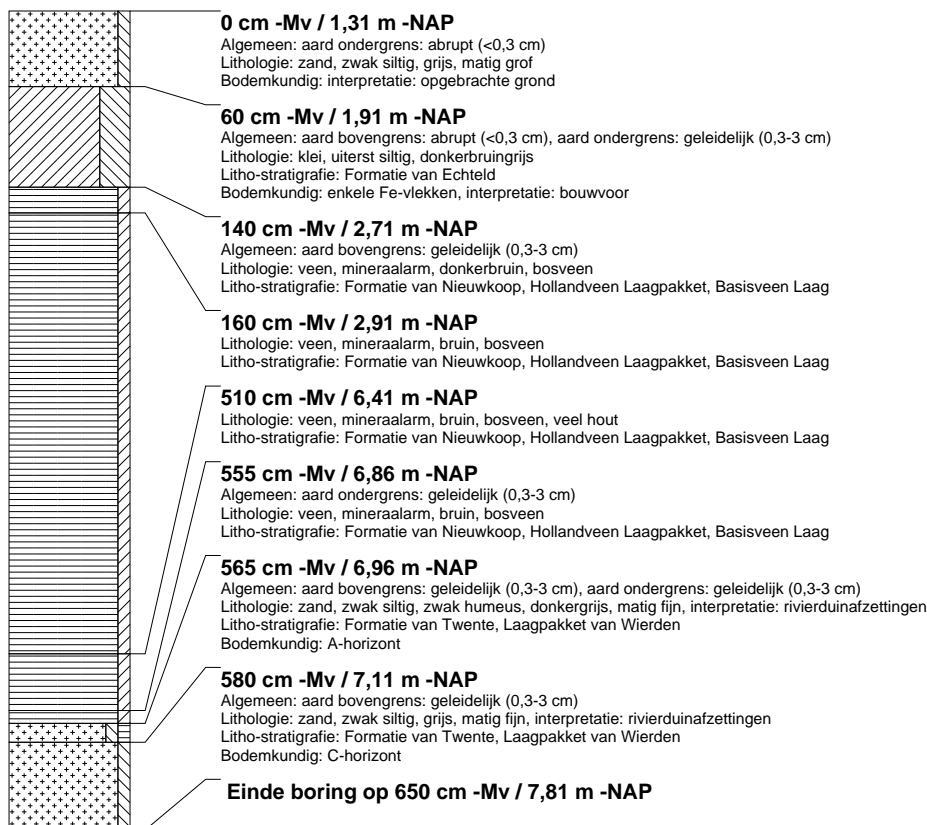 0 cm -Mv / 1,31 m -NAP
Algemeen: aard ondergrens: abrupt (<0,3 cm)
Lithologie: zand, zwak siltig, grijs, matig grof
Bodemkundig: interpretatie: opgebrachte grond
60 cm -Mv / 1,91 m -NAP
Algemeen: aard bovengrens: abrupt (<0,3 cm), aard ondergrens: geleidelijk (0,3-3 cm)
Lithologie: klei, uiterst siltig, donkerbruingrijs
Litho-stratigrafie: Formatie van Echteld
Bodemkundig: enkele Fe-vlekken, interpretatie: bouwvoor
140 cm -Mv / 2,71 m -NAP
Algemeen: aard bovengrens: geleidelijk (0,3-3 cm)
Lithologie: veen, mineraalarm, donkerbruin, bosveen
Litho-stratigrafie: Formatie van Nieuwkoop, Hollandveen Laagpakket, Basisveen Laag
160 cm -Mv / 2,91 m -NAP
Lithologie: veen, mineraalarm, bruin, bosveen
Litho-stratigrafie: Formatie van Nieuwkoop, Hollandveen Laagpakket, Basisveen Laag
510 cm -Mv / 6,41 m -NAP
Lithologie: veen, mineraalarm, bruin, bosveen, veel hout
Litho-stratigrafie: Formatie van Nieuwkoop, Hollandveen Laagpakket, Basisveen Laag
555 cm -Mv / 6,86 m -NAP
Algemeen: aard ondergrens: geleidelijk (0,3-3 cm)
Lithologie: veen, mineraalarm, bruin, bosveen
Litho-stratigrafie: Formatie van Nieuwkoop, Hollandveen Laagpakket, Basisveen Laag
565 cm -Mv / 6,96 m -NAP
Algemeen: aard bovengrens: geleidelijk (0,3-3 cm), aard ondergrens: geleidelijk (0,3-3 cm)
Lithologie: zand, zwak siltig, zwak humeus, donkergrijs, matig fijn, interpretatie: rivierduinafzettingen
Litho-stratigrafie: Formatie van Twente, Laagpakket van Wierden
Bodemkundig: A-horizont
580 cm -Mv / 7,11 m -NAP
Algemeen: aard bovengrens: geleidelijk (0,3-3 cm)
Lithologie: zand, zwak siltig, grijs, matig fijn, interpretatie: rivierduinafzettingen
Litho-stratigrafie: Formatie van Twente, Laagpakket van Wierden
Bodemkundig: C-horizont
Einde boring op 650 cm -Mv / 7,81 m -NAP